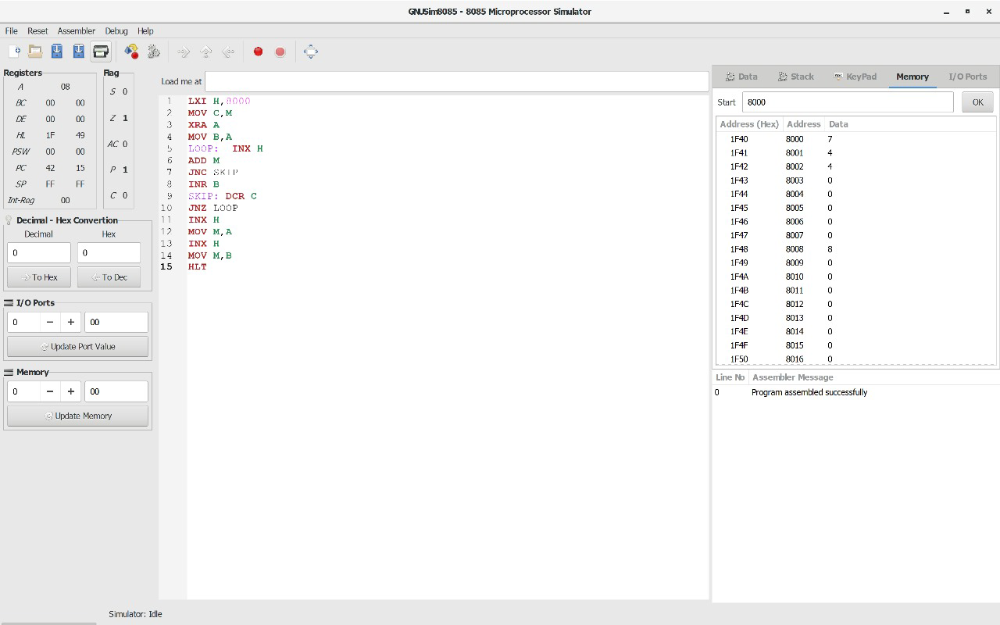 GNUSim8085 - 8085 Microprocessor Simulator
File Reset Assembler Debug Help
Registers
A 08
BC 00 00
DE 00 00
HL 1F 49
PSW 00 00
PC 42 15
SP FF FF
Int-Reg 00
Flag
S 0
Z 1
AC 0
P 1
C 0
Decimal - Hex Convertion
Decimal Hex
0 0
To Hex To Dec
I/O Ports
0 − + 00
Update Port Value
Memory
0 − + 00
Update Memory
Load me at
1 LXI H,8000
2 MOV C,M
3 XRA A
4 MOV B,A
5 LOOP: INX H
6 ADD M
7 JNC SKIP
8 INR B
9 SKIP: DCR C
10 JNZ LOOP
11 INX H
12 MOV M,A
13 INX H
14 MOV M,B
15 HLT
Data Stack KeyPad Memory I/O Ports
Start 8000 OK
Address (Hex) Address Data
1F40 8000 7
1F41 8001 4
1F42 8002 4
1F43 8003 0
1F44 8004 0
1F45 8005 0
1F46 8006 0
1F47 8007 0
1F48 8008 8
1F49 8009 0
1F4A 8010 0
1F4B 8011 0
1F4C 8012 0
1F4D 8013 0
1F4E 8014 0
1F4F 8015 0
1F50 8016 0
Line No Assembler Message
0 Program assembled successfully
Simulator: Idle